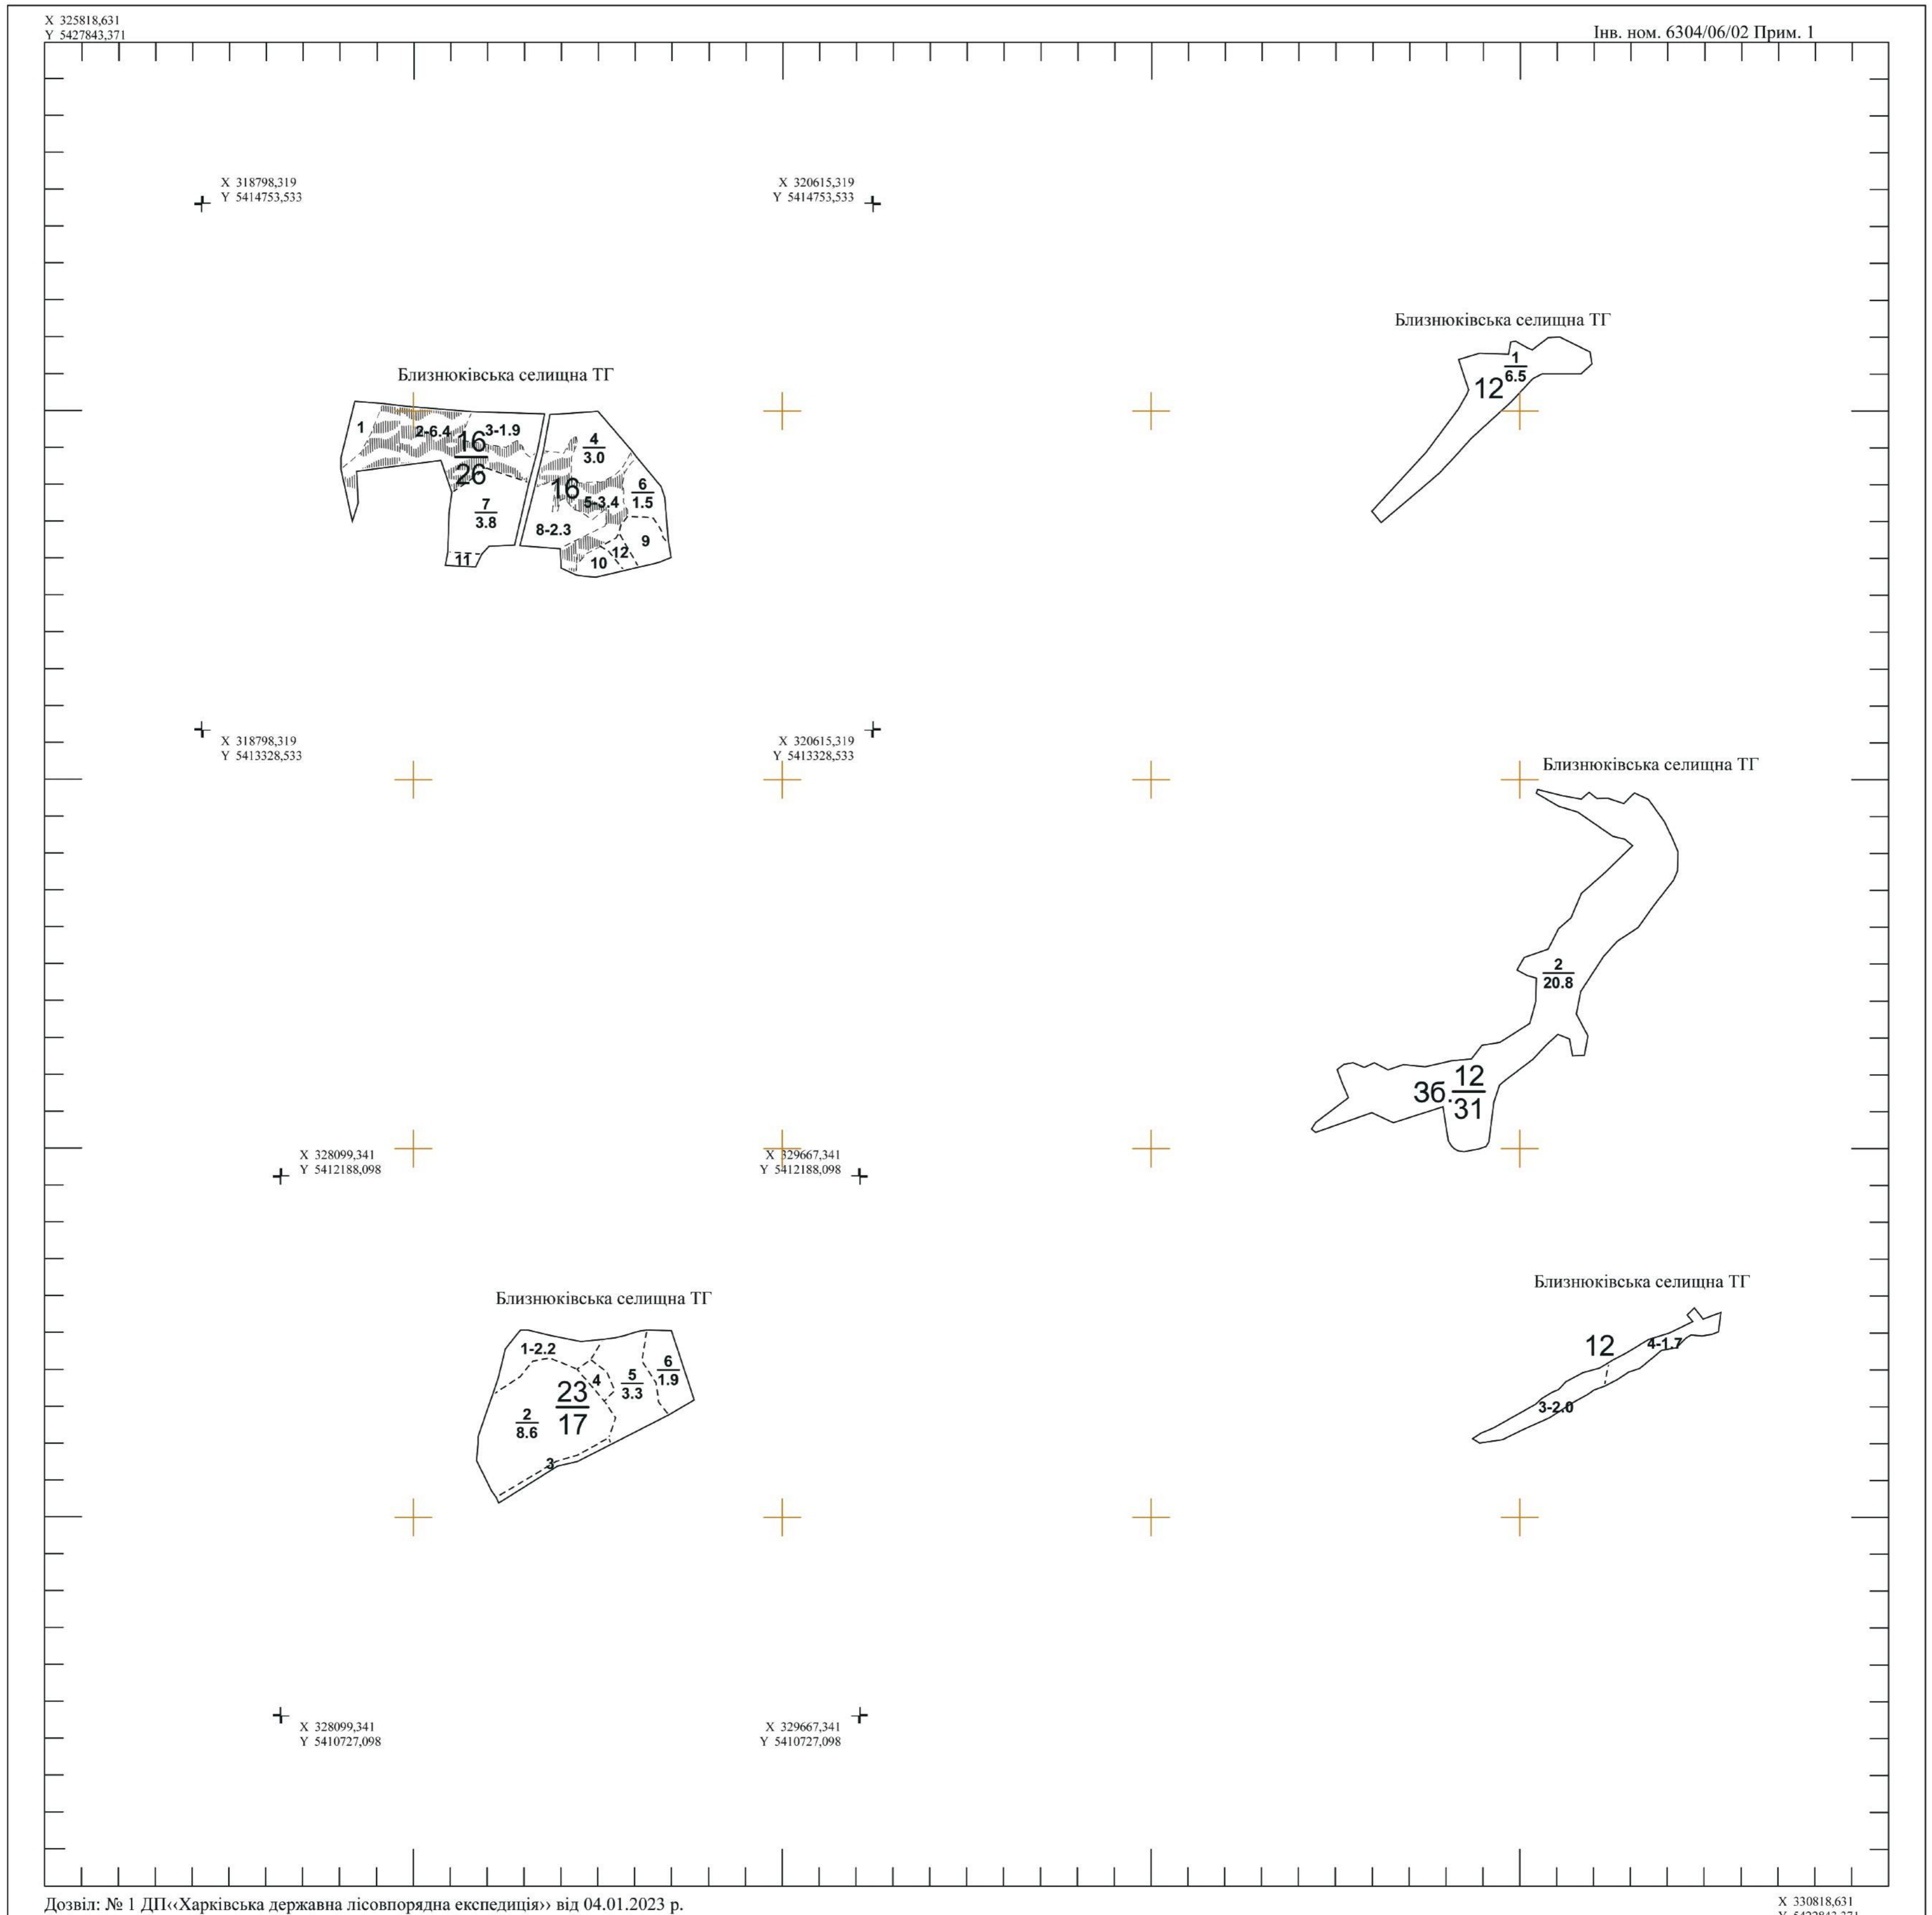 X 325818,631
Y 5427843,371
Інв. ном. 6304/06/02 Прим. 1
X 318798,319
Y 5414753,533
X 320615,319
Y 5414753,533
Близнюківська селищна ТГ
1
6.5
12
Близнюківська селищна ТГ
1
2-6.4
16
26
3-1.9
4
3.0
16
5-3.4
6
1.5
7
3.8
8-2.3
9
10
12
11
X 318798,319
Y 5413328,533
X 320615,319
Y 5413328,533
Близнюківська селищна ТГ
2
20.8
Зб.
12
31
X 328099,341
Y 5412188,098
X 329667,341
Y 5412188,098
Близнюківська селищна ТГ
12
4-1.7
3-2.0
Близнюківська селищна ТГ
1-2.2
23
17
4
5
3.3
6
1.9
2
8.6
3
X 328099,341
Y 5410727,098
X 329667,341
Y 5410727,098
Дозвіл: № 1 ДП‹‹Харківська державна лісовпорядна експедиція›› від 04.01.2023 р.
X 330818,631
Y 5422843,371